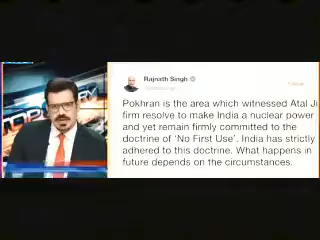 Rajnath Singh
Pokhran is the area which witnessed Atal Ji
firm resolve to make India a nuclear power
and yet remain firmly committed to the
doctrine of 'No First Use'. India has strictly
adhered to this doctrine. What happens in
future depends on the circumstances.